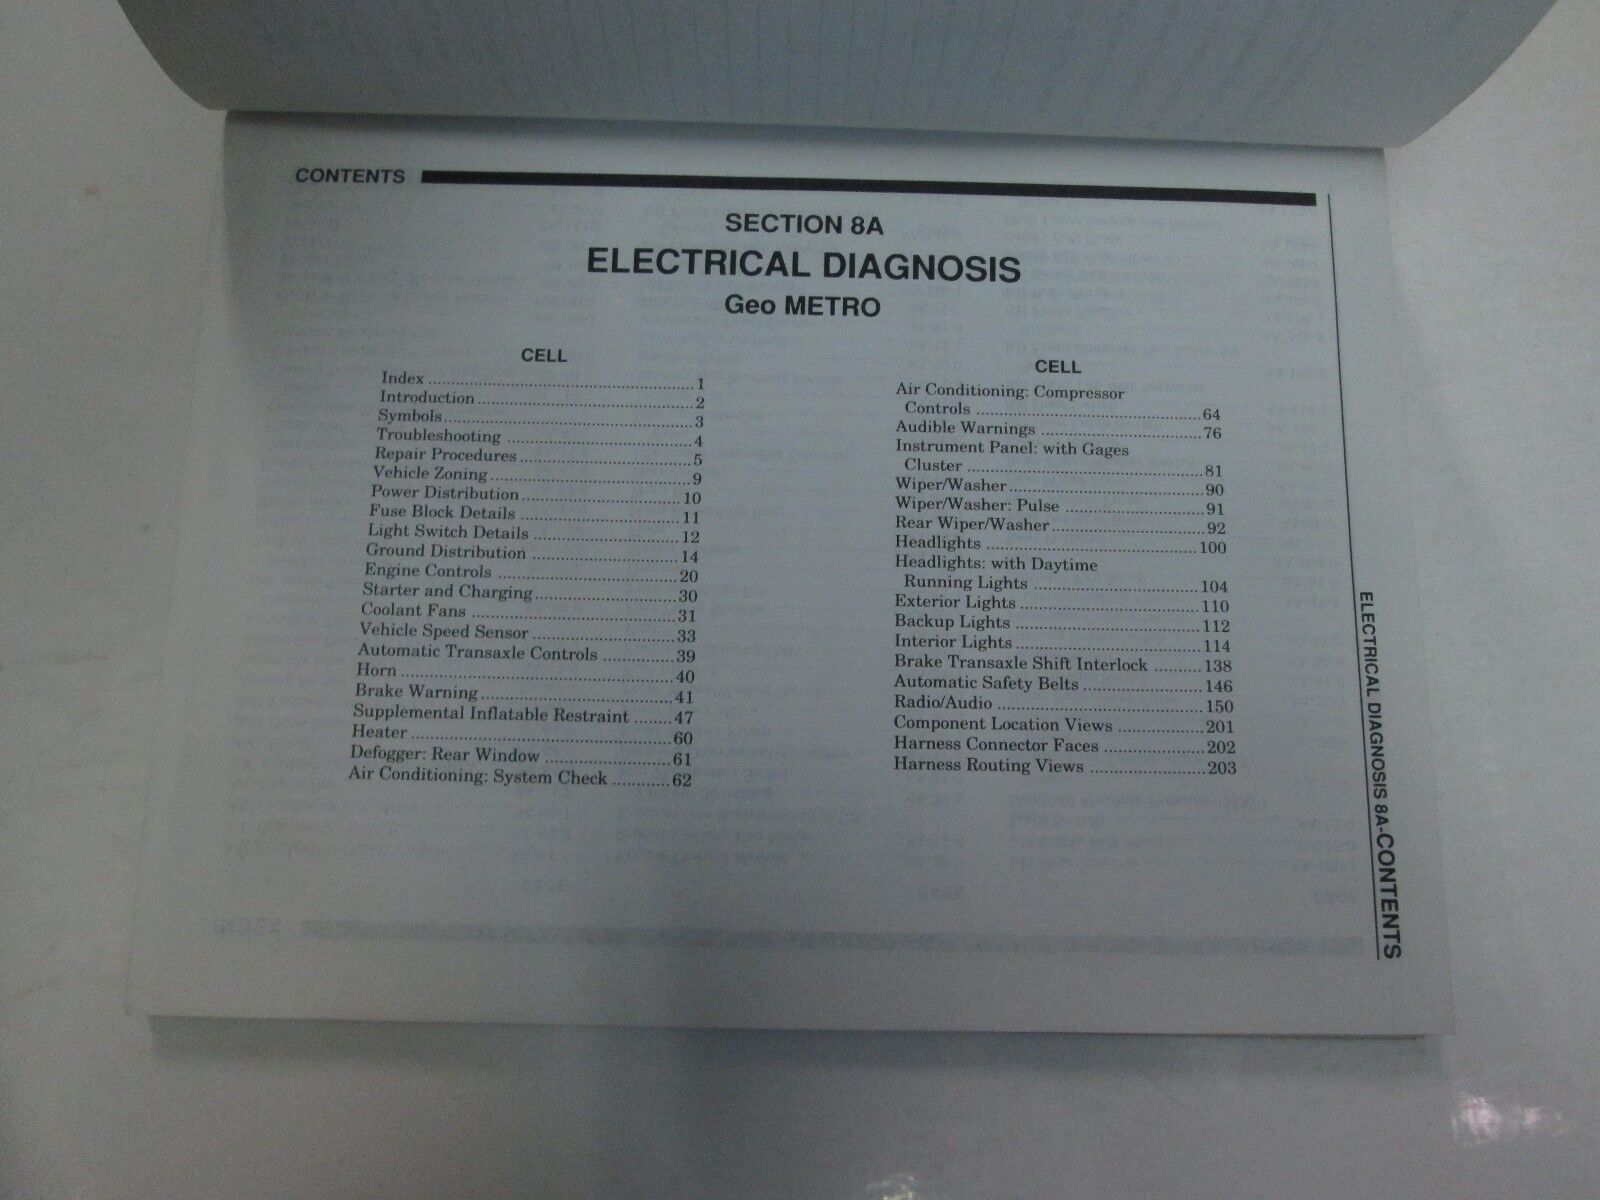 CONTENTS
SECTION 8A
ELECTRICAL DIAGNOSIS
Geo METRO
CELL
Index ........ 1
Introduction ........ 2
Symbols ........ 3
Troubleshooting ........ 4
Repair Procedures ........ 5
Vehicle Zoning ........ 9
Power Distribution ........ 10
Fuse Block Details ........ 11
Light Switch Details ........ 12
Ground Distribution ........ 14
Engine Controls ........ 20
Starter and Charging ........ 30
Coolant Fans ........ 31
Vehicle Speed Sensor ........ 33
Automatic Transaxle Controls ........ 39
Horn ........ 40
Brake Warning ........ 41
Supplemental Inflatable Restraint ........ 47
Heater ........ 60
Defogger: Rear Window ........ 61
Air Conditioning: System Check ........ 62
CELL
Air Conditioning: Compressor
Controls ........ 64
Audible Warnings ........ 76
Instrument Panel: with Gages
Cluster ........ 81
Wiper/Washer ........ 90
Wiper/Washer: Pulse ........ 91
Rear Wiper/Washer ........ 92
Headlights ........ 100
Headlights: with Daytime
Running Lights ........ 104
Exterior Lights ........ 110
Backup Lights ........ 112
Interior Lights ........ 114
Brake Transaxle Shift Interlock ........ 138
Automatic Safety Belts ........ 146
Radio/Audio ........ 150
Component Location Views ........ 201
Harness Connector Faces ........ 202
Harness Routing Views ........ 203
ELECTRICAL DIAGNOSIS 8A-CONTENTS